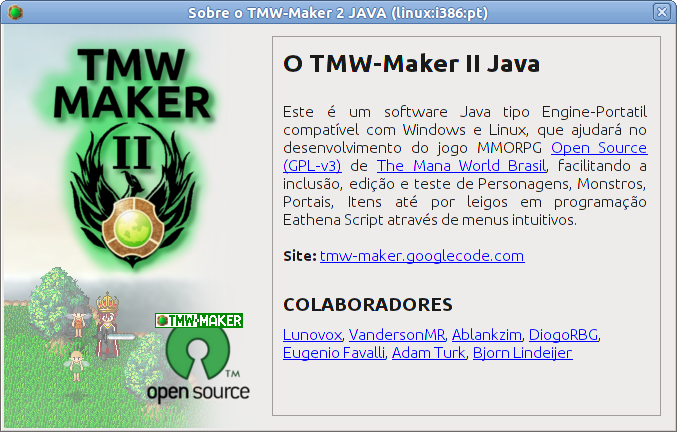 Sobre o TMW-Maker 2 JAVA (linux:i386:pt)
TMW
MAKER
II
TMW-MAKER
TM
open source
O TMW-Maker II Java
Este é um software Java tipo Engine-Portatil
compatível com Windows e Linux, que ajudará no
desenvolvimento do jogo MMORPG Open Source
(GPL-v3) de The Mana World Brasil, facilitando a
inclusão, edição e teste de Personagens, Monstros,
Portais, Itens até por leigos em programação
Eathena Script através de menus intuitivos.
Site: tmw-maker.googlecode.com
COLABORADORES
Lunovox, VandersonMR, Ablankzim, DiogoRBG,
Eugenio Favalli, Adam Turk, Bjorn Lindeijer